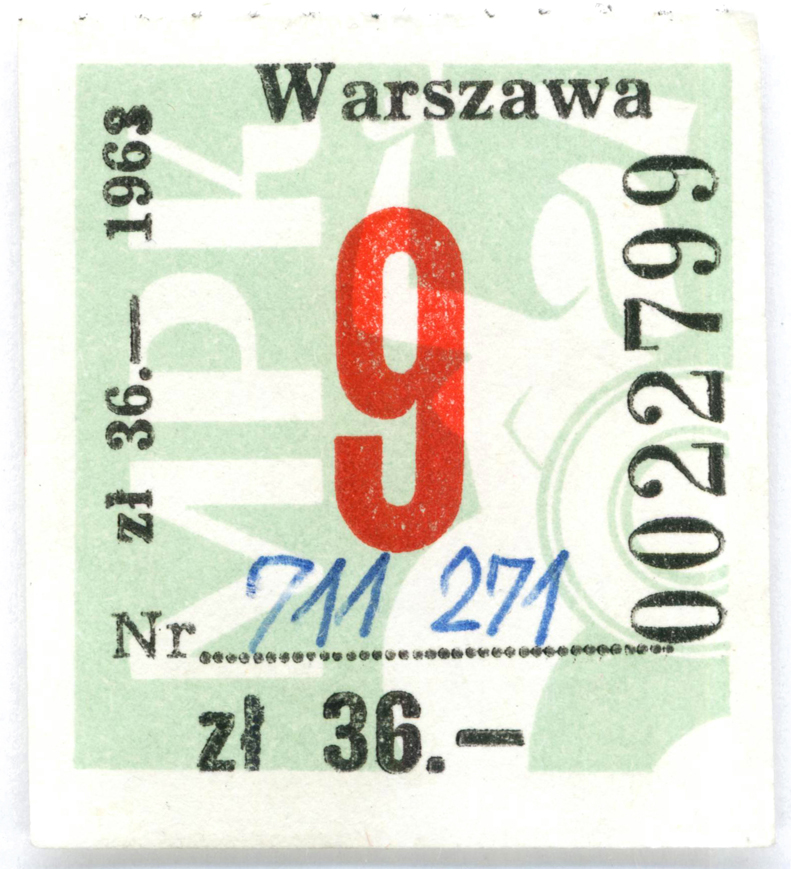 Warszawa
zł 36.— 1963
MPK
9
0022799
Nr 711 271
zł 36.—